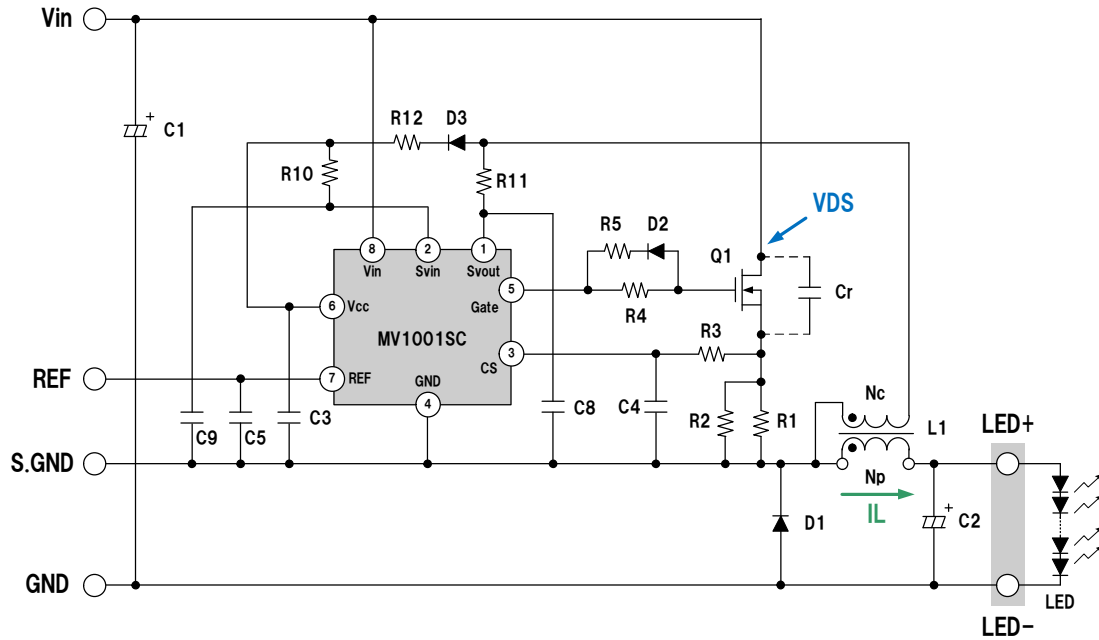 Vin
+
C1
R12
D3
R10
R11
VDS
R5
D2
Q1
8
2
1
Vin
Svin
Svout
5
Gate
R4
Cr
6
Vcc
MV1001SC
R3
3
CS
REF
7
REF
GND
4
Nc
C9
C5
C3
C8
C4
R2
R1
L1
LED+
S.GND
Np
IL
D1
+
C2
GND
LED
LED-